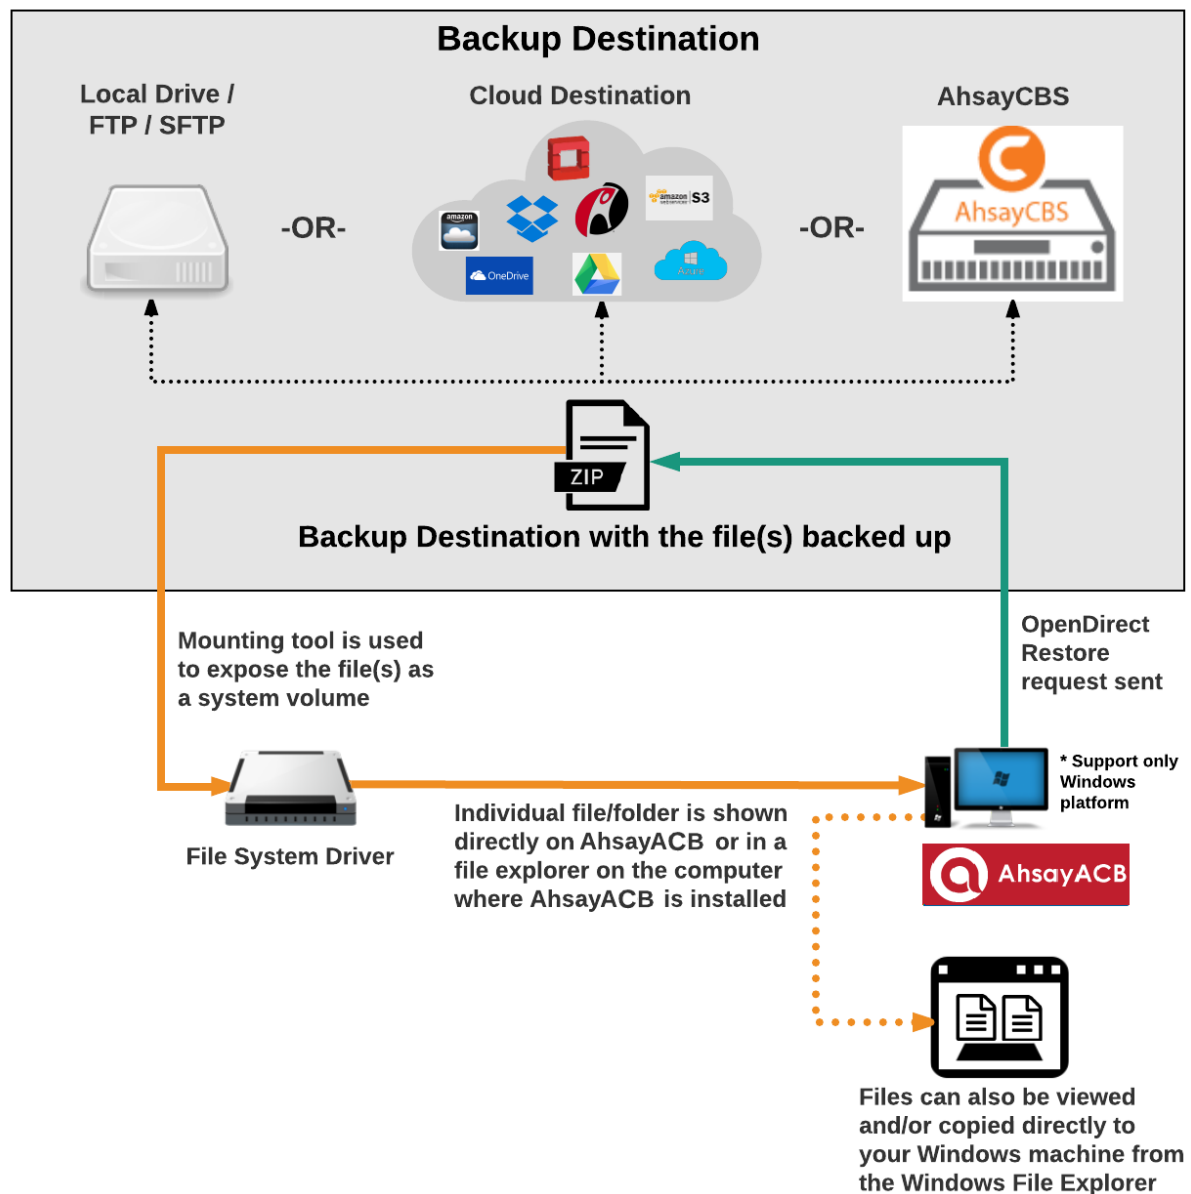 Backup Destination
Local Drive /
FTP / SFTP
Cloud Destination
AhsayCBS
-OR-
-OR-
amazon
amazon
webservices
S3
OneDrive
Azure
AhsayCBS
ZIP
Backup Destination with the file(s) backed up
Mounting tool is used
to expose the file(s) as
a system volume
OpenDirect
Restore
request sent
* Support only
Windows
platform
File System Driver
Individual file/folder is shown
directly on AhsayACB or in a
file explorer on the computer
where AhsayACB is installed
AhsayACB
Files can also be viewed
and/or copied directly to
your Windows machine from
the Windows File Explorer